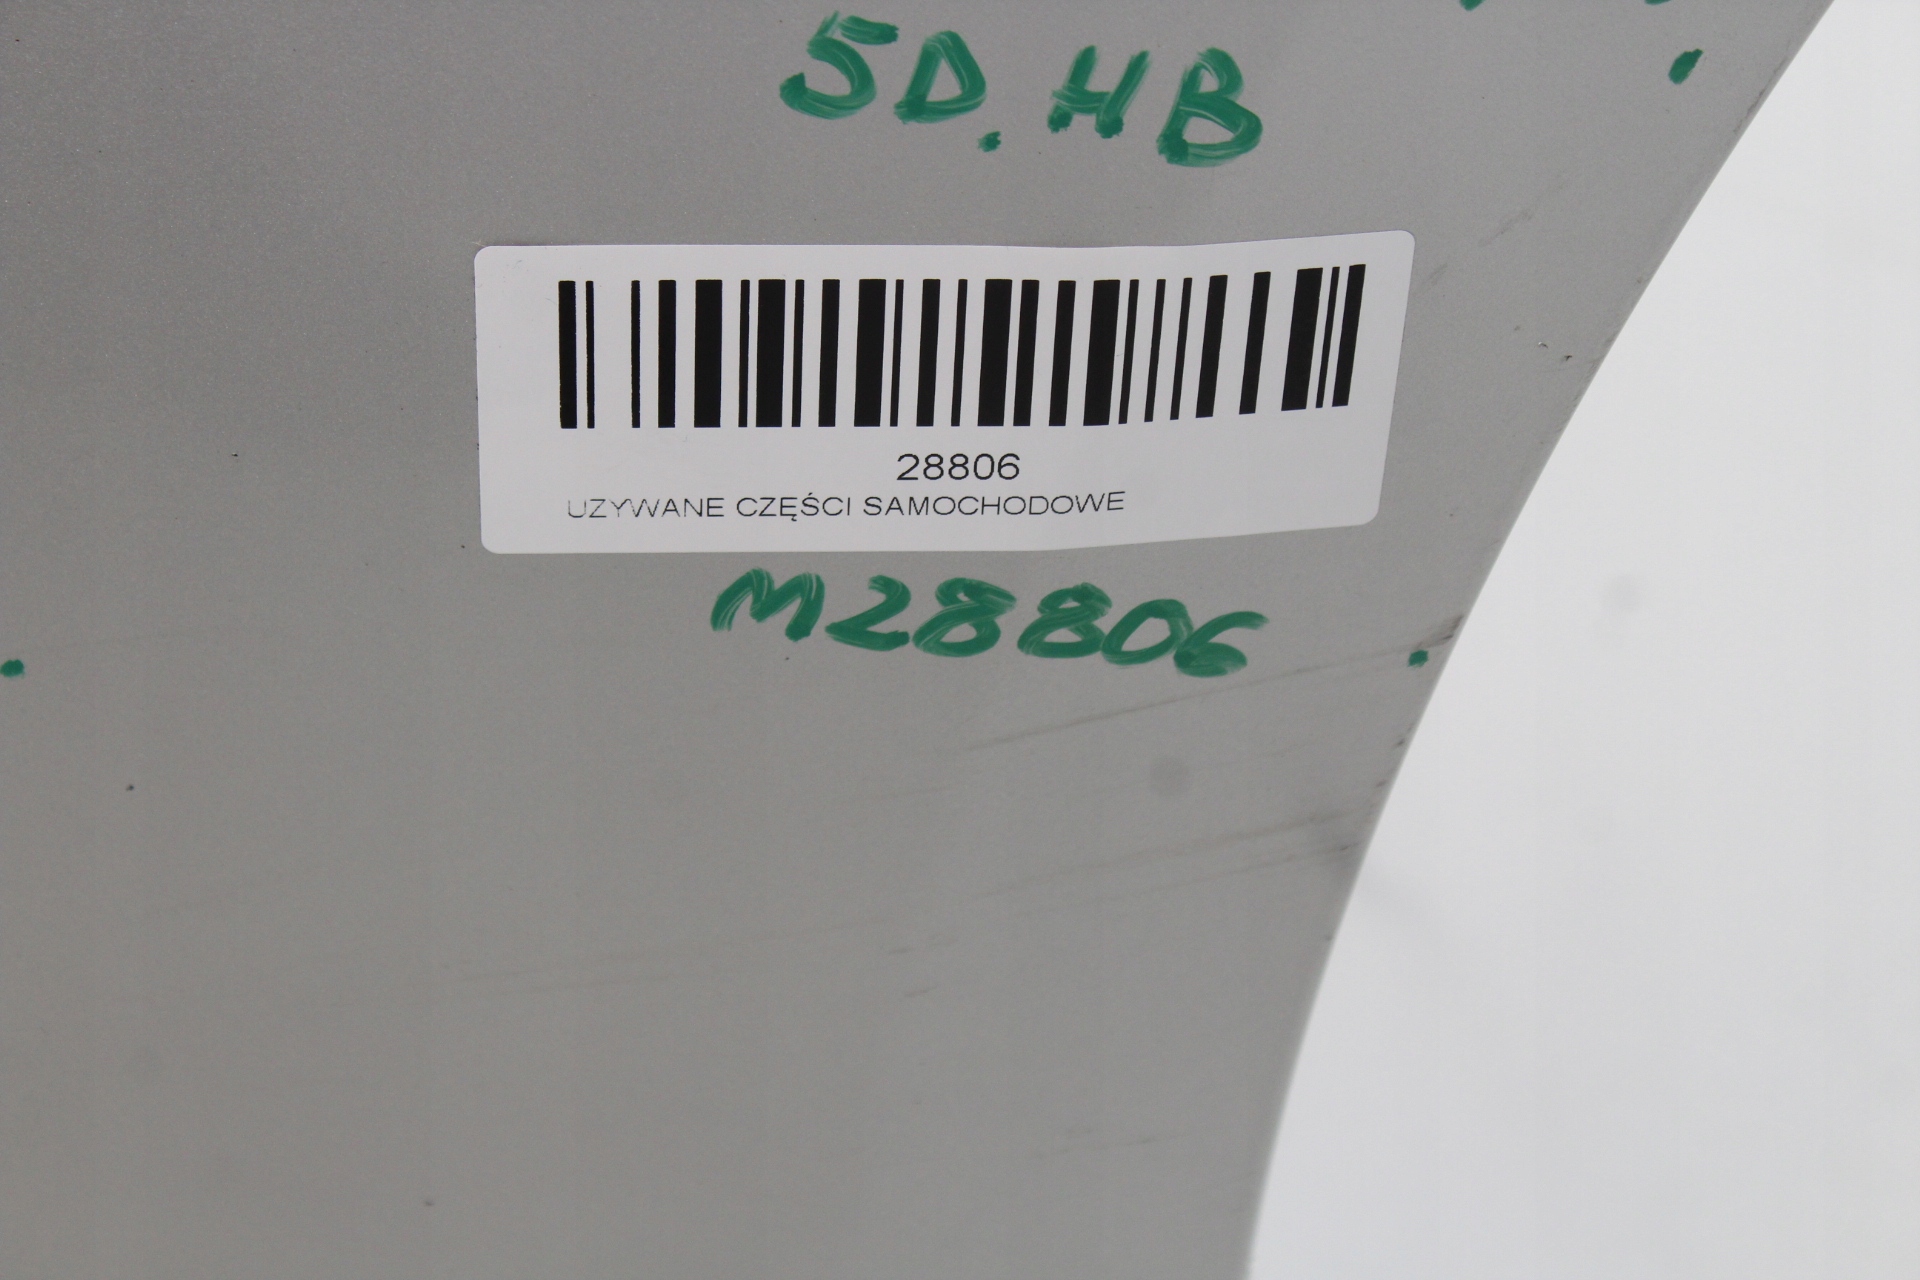 5D.HB
28806
UZYWANE CZĘŚCI SAMOCHODOWE
M28806